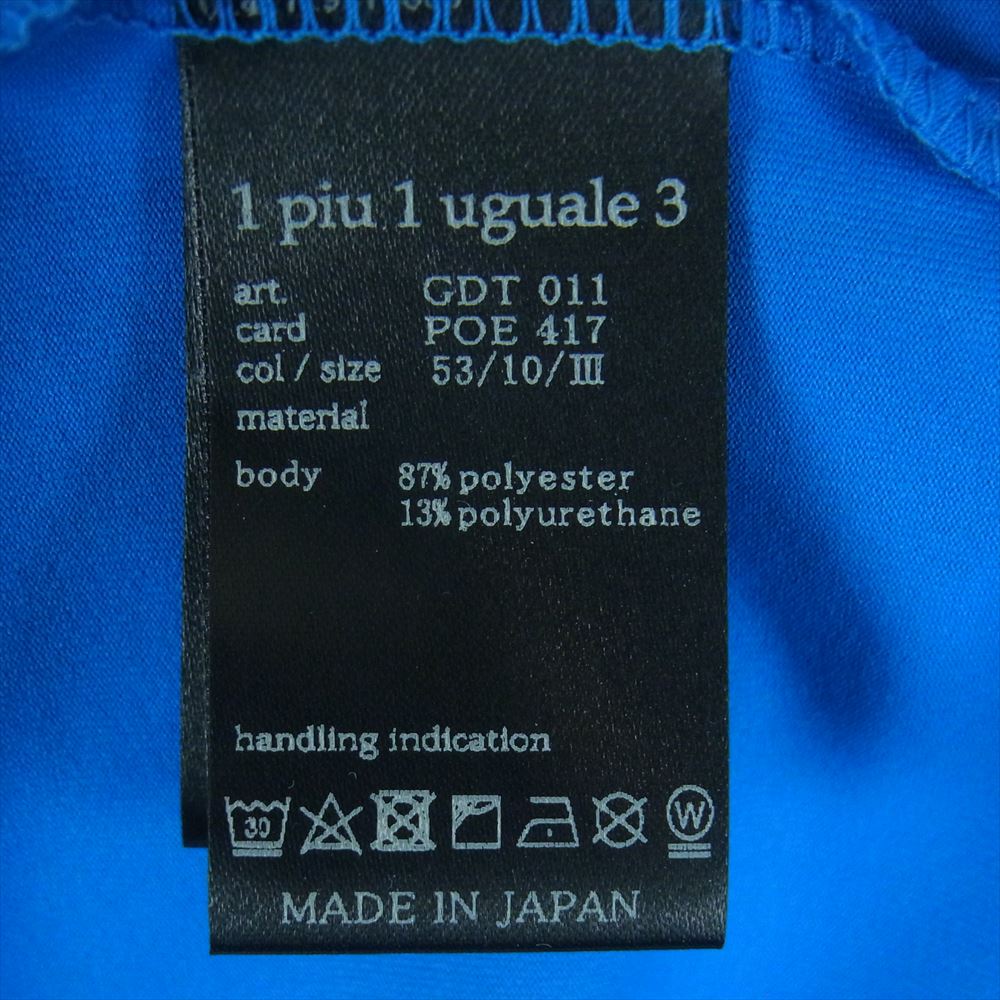 1 piu 1 uguale 3
art. GDT 011
card POE 417
col / size 53/10/Ⅲ
material
body 87% polyester
13% polyurethane
handling indication
30 W
MADE IN JAPAN